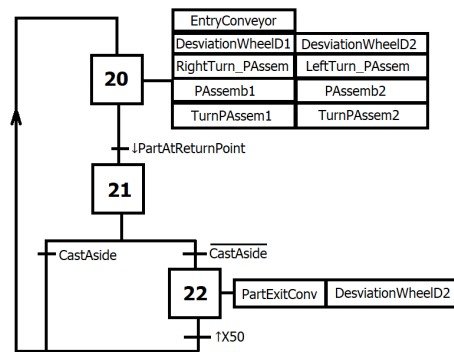 EntryConveyor
DesviationWheelD1 DesviationWheelD2
20 RightTurn_PAssem LeftTurn_PAssem
PAssemb1 PAssemb2
TurnPAssem1 TurnPAssem2
↓PartAtReturnPoint
21
CastAside CastAside
22 PartExitConv DesviationWheelD2
↑X50